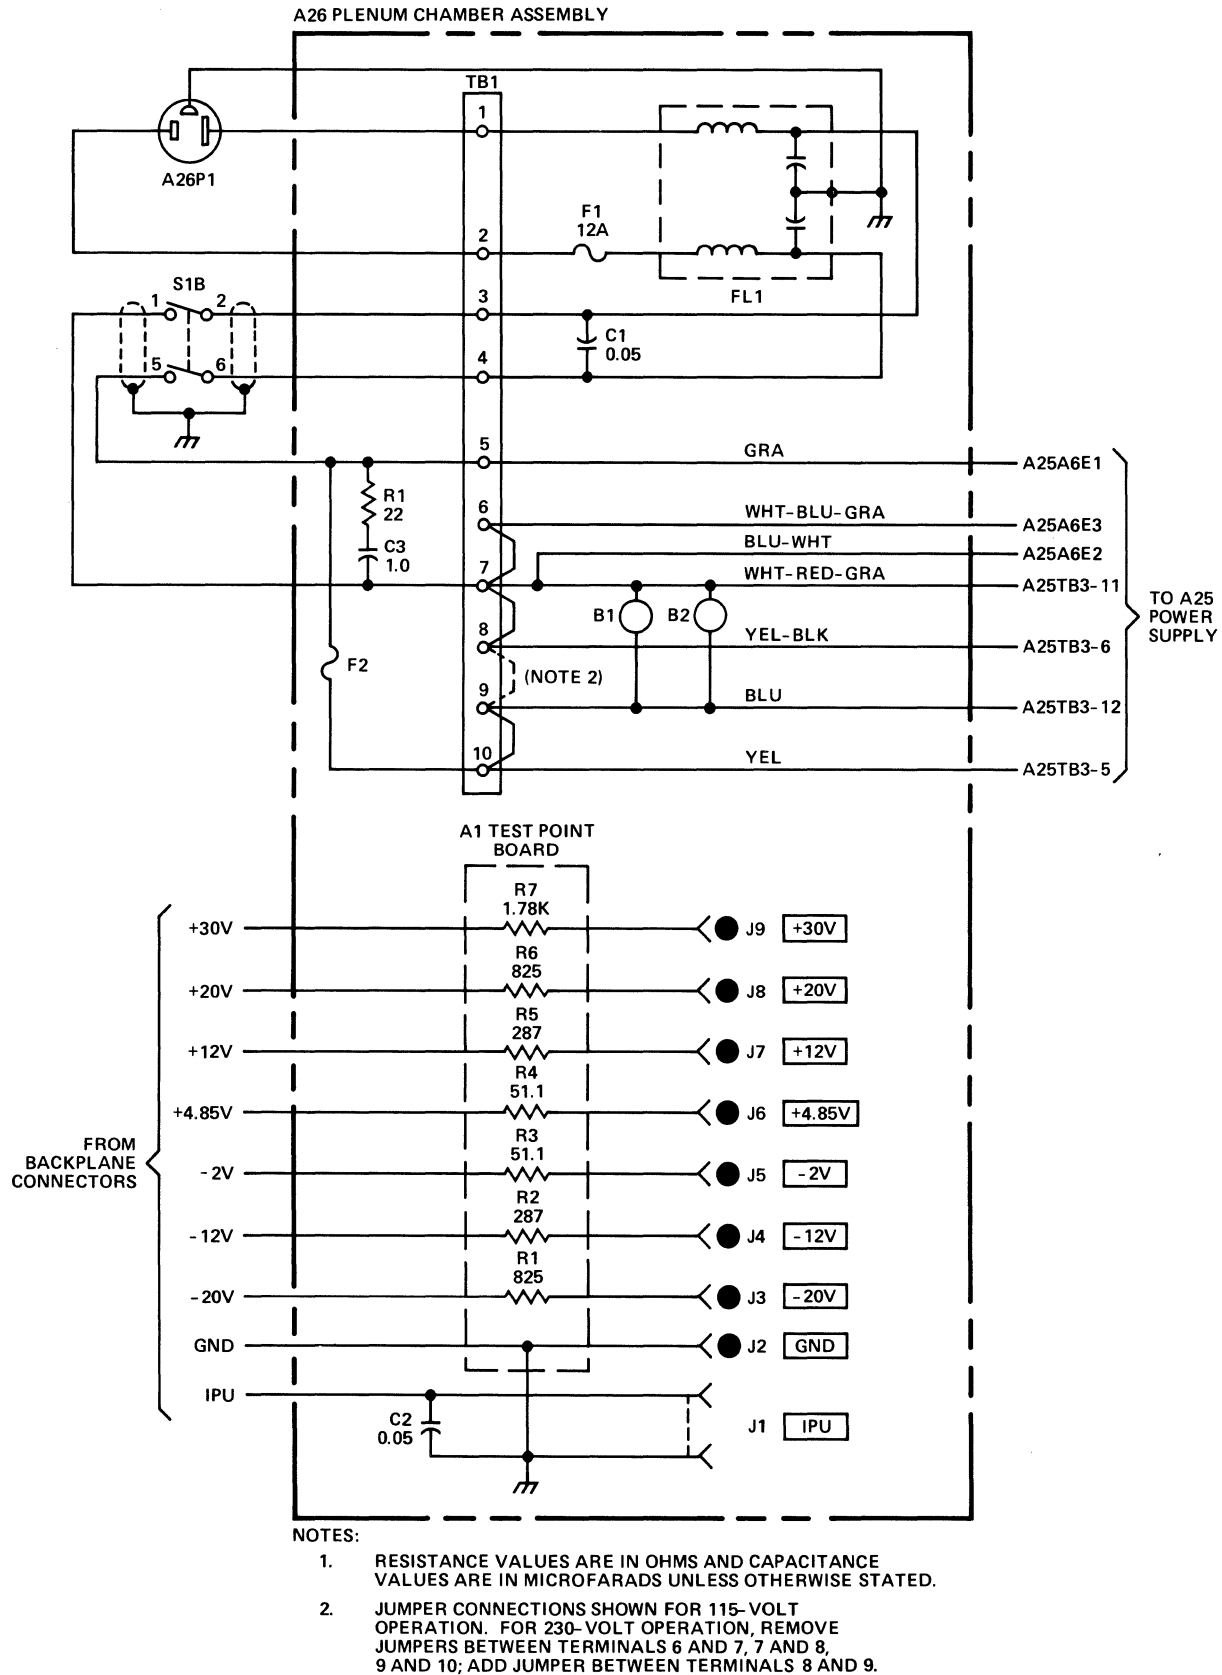 A26 PLENUM CHAMBER ASSEMBLY
TB1
1
A26P1
F1
12A
2
FL1
S1B
1
2
3
C1
0.05
5
6
4
5
GRA
A25A6E1
R1
22
6
WHT-BLU-GRA
A25A6E3
BLU-WHT
A25A6E2
C3
1.0
7
WHT-RED-GRA
A25TB3-11
TO A25
POWER
SUPPLY
B1
B2
8
YEL-BLK
A25TB3-6
F2
(NOTE 2)
9
BLU
A25TB3-12
10
YEL
A25TB3-5
A1 TEST POINT
BOARD
R7
1.78K
+30V
J9
+30V
R6
825
+20V
J8
+20V
R5
287
+12V
J7
+12V
R4
51.1
+4.85V
J6
+4.85V
FROM
BACKPLANE
CONNECTORS
R3
51.1
-2V
J5
-2V
R2
287
-12V
J4
-12V
R1
825
-20V
J3
-20V
GND
J2
GND
IPU
C2
0.05
J1
IPU
NOTES:
1. RESISTANCE VALUES ARE IN OHMS AND CAPACITANCE
VALUES ARE IN MICROFARADS UNLESS OTHERWISE STATED.
2. JUMPER CONNECTIONS SHOWN FOR 115-VOLT
OPERATION. FOR 230-VOLT OPERATION, REMOVE
JUMPERS BETWEEN TERMINALS 6 AND 7, 7 AND 8,
9 AND 10; ADD JUMPER BETWEEN TERMINALS 8 AND 9.